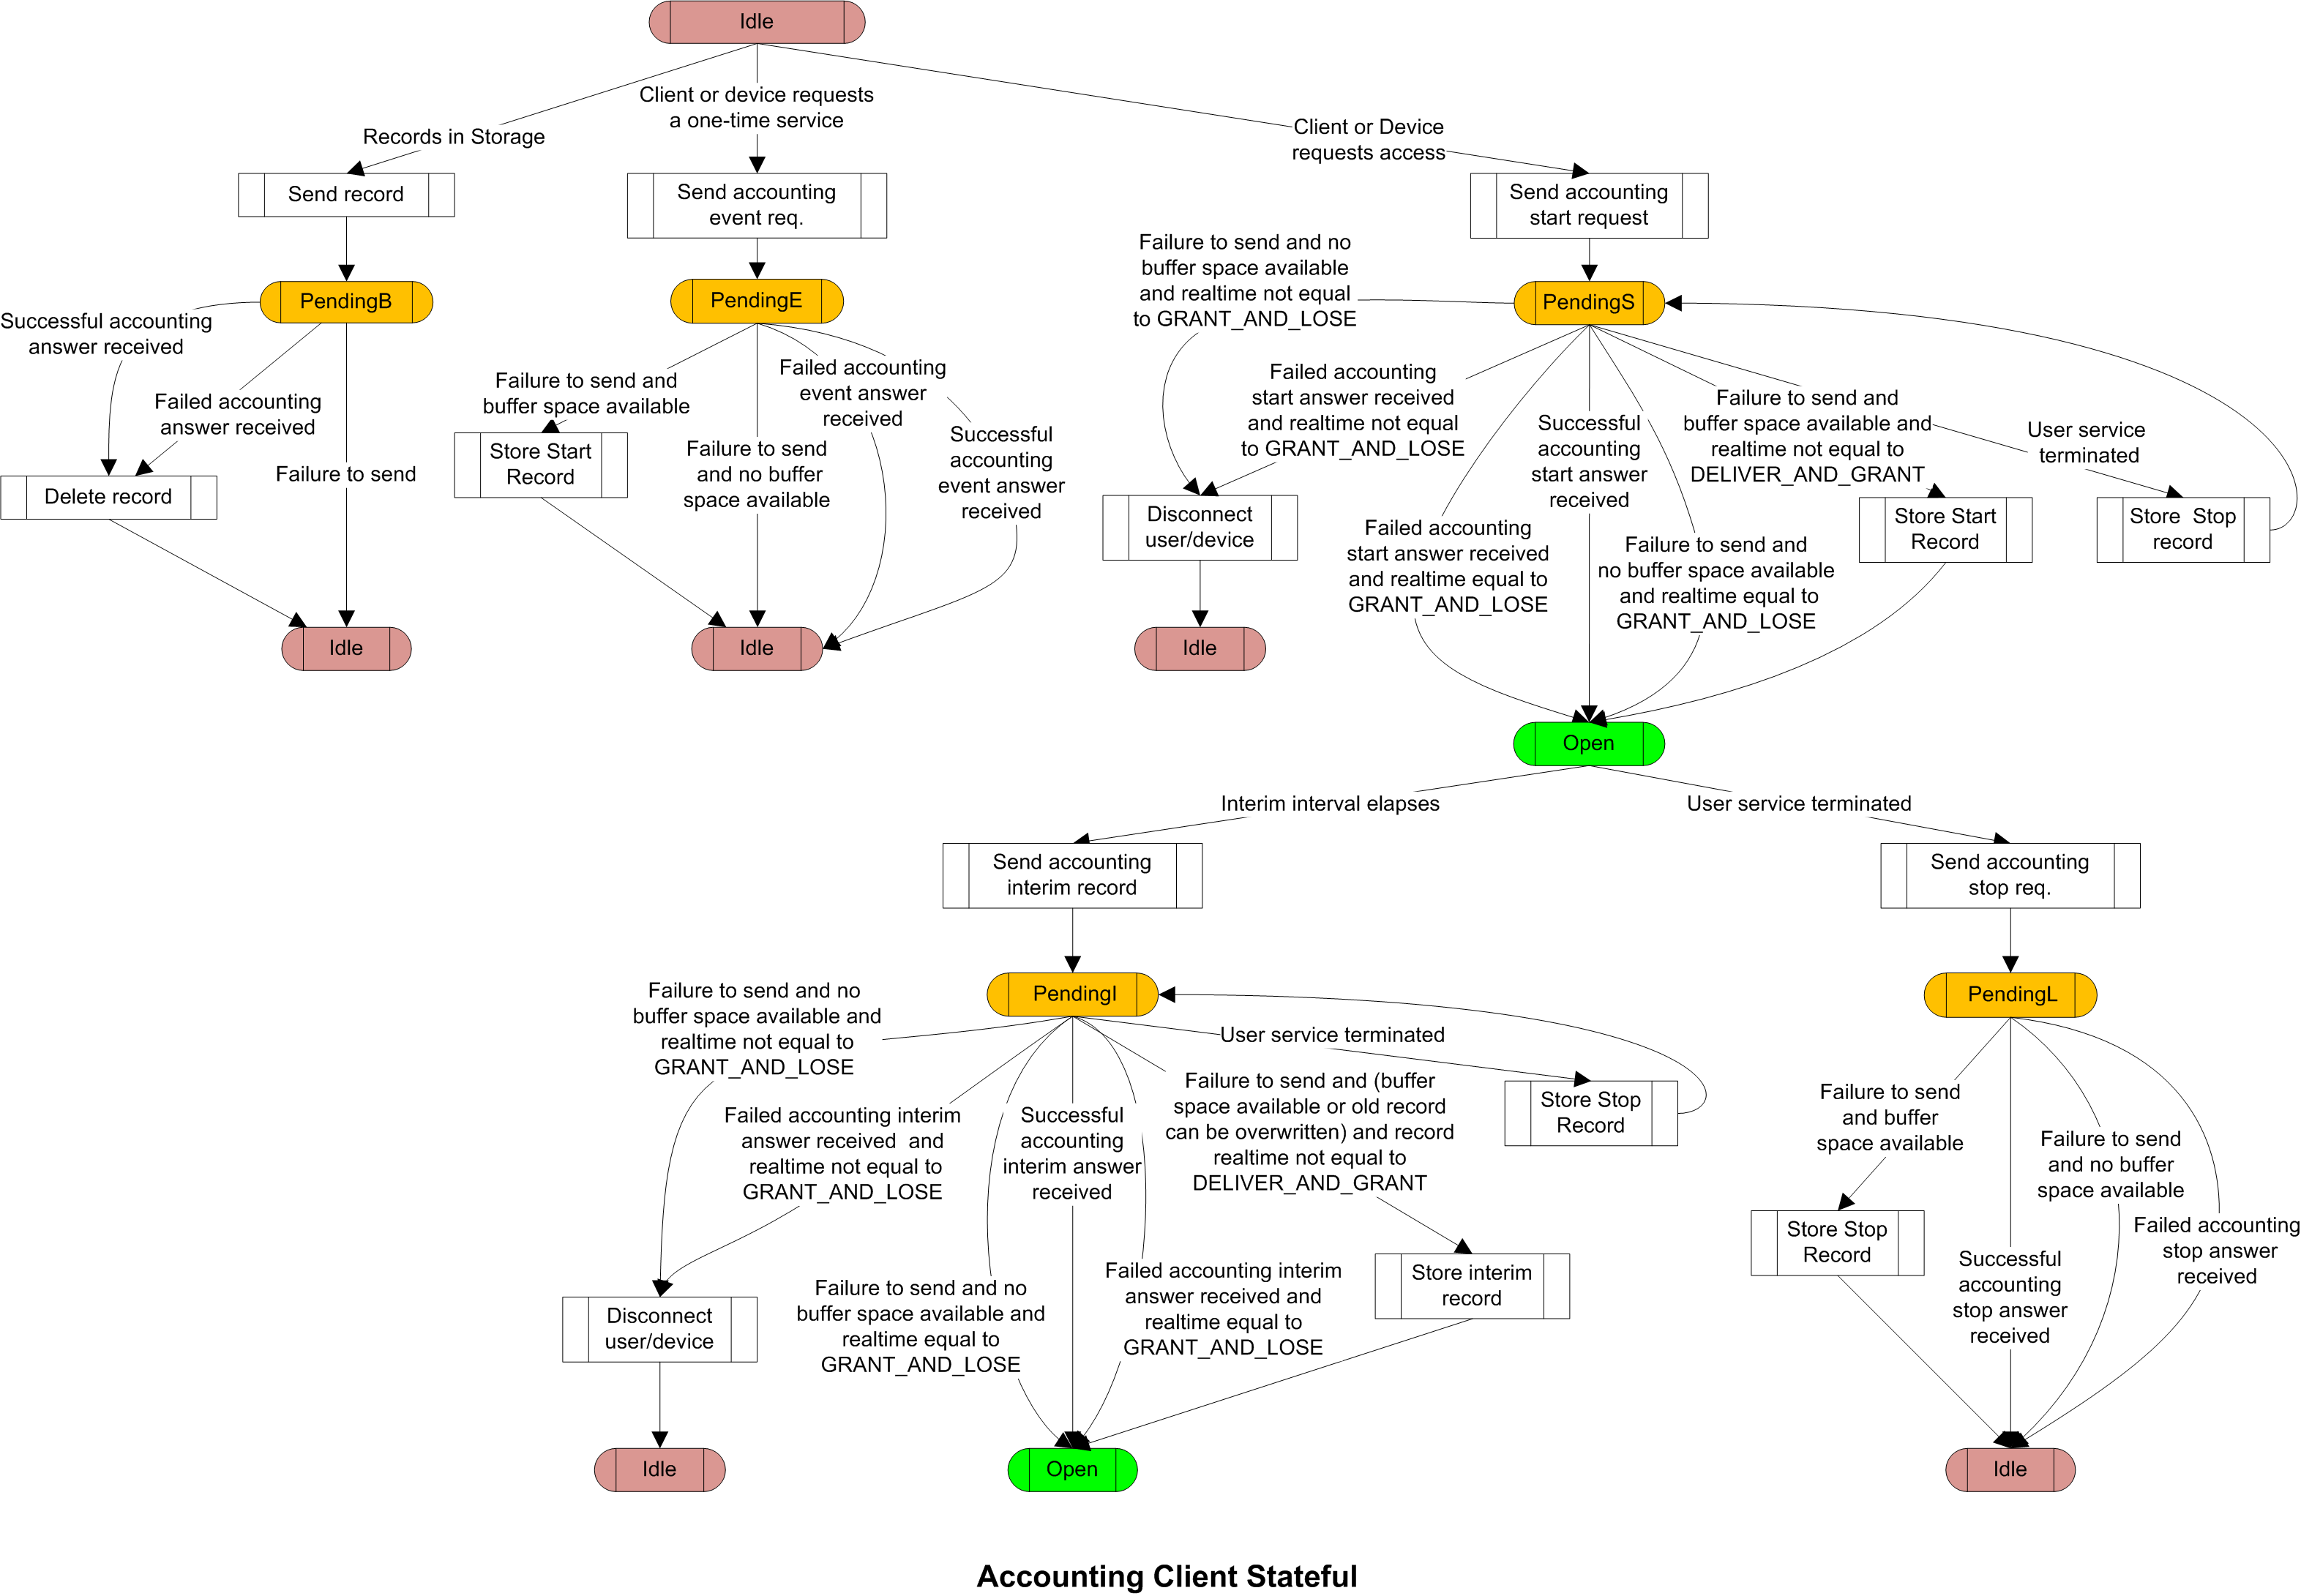 Idle
Records in Storage
Client or device requests
a one-time service
Client or Device
requests access
Send record
Send accounting
event req.
Send accounting
start request
PendingB
PendingE
PendingS
Successful accounting
answer received
Failed accounting
answer received
Failure to send
Delete record
Idle
Failure to send and
buffer space available
Failure to send
and no buffer
space available
Failed accounting
event answer
received
Successful
accounting
event answer
received
Store Start
Record
Idle
Failure to send and no
buffer space available
and realtime not equal
to GRANT_AND_LOSE
Failed accounting
start answer received
and realtime not equal
to GRANT_AND_LOSE
Disconnect
user/device
Idle
Failed accounting
start answer received
and realtime equal to
GRANT_AND_LOSE
Successful
accounting
start answer
received
Failure to send and
no buffer space available
and realtime equal to
GRANT_AND_LOSE
Failure to send and
buffer space available and
realtime not equal to
DELIVER_AND_GRANT
Store Start
Record
User service
terminated
Store  Stop
record
Open
Interim interval elapses
User service terminated
Send accounting
interim record
Send accounting
stop req.
PendingI
PendingL
Failure to send and no
buffer space available and
realtime not equal to
GRANT_AND_LOSE
Failed accounting interim
answer received  and
realtime not equal to
GRANT_AND_LOSE
Disconnect
user/device
Idle
Failure to send and no
buffer space available and
realtime equal to
GRANT_AND_LOSE
Successful
accounting
interim answer
received
Failed accounting interim
answer received and
realtime equal to
GRANT_AND_LOSE
Failure to send and (buffer
space available or old record
can be overwritten) and record
realtime not equal to
DELIVER_AND_GRANT
Store interim
record
User service terminated
Store Stop
Record
Open
Failure to send
and buffer
space available
Store Stop
Record
Successful
accounting
stop answer
received
Failure to send
and no buffer
space available
Failed accounting
stop answer
received
Idle
Accounting Client Stateful